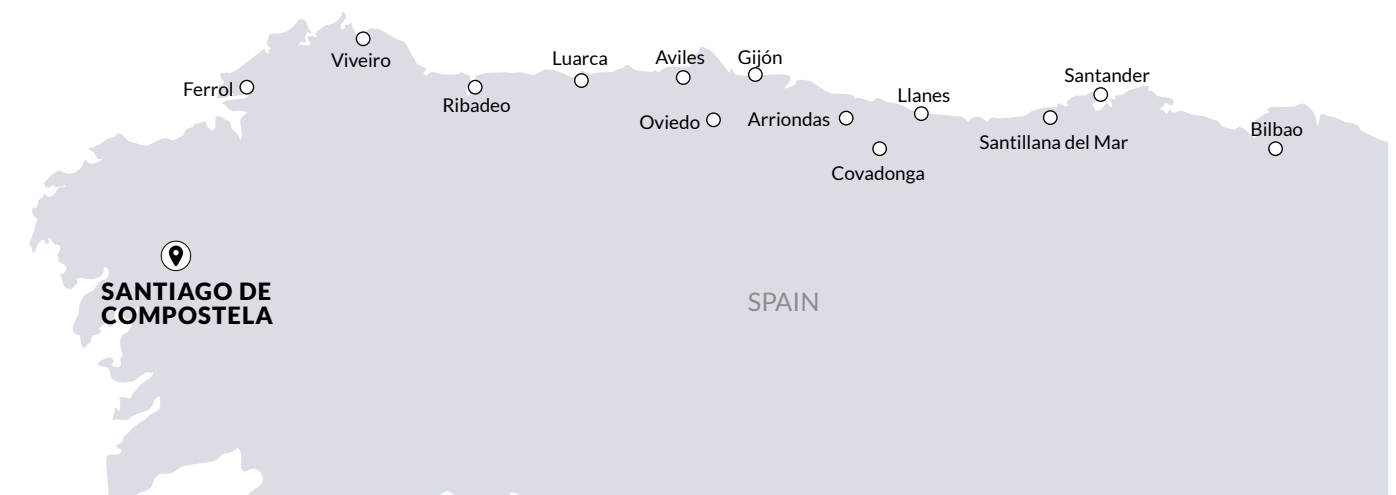 Viveiro
Ferrol
Ribadeo
Luarca
Aviles
Gijón
Oviedo
Arriondas
Llanes
Covadonga
Santander
Santillana del Mar
Bilbao
SANTIAGO DE
COMPOSTELA
SPAIN